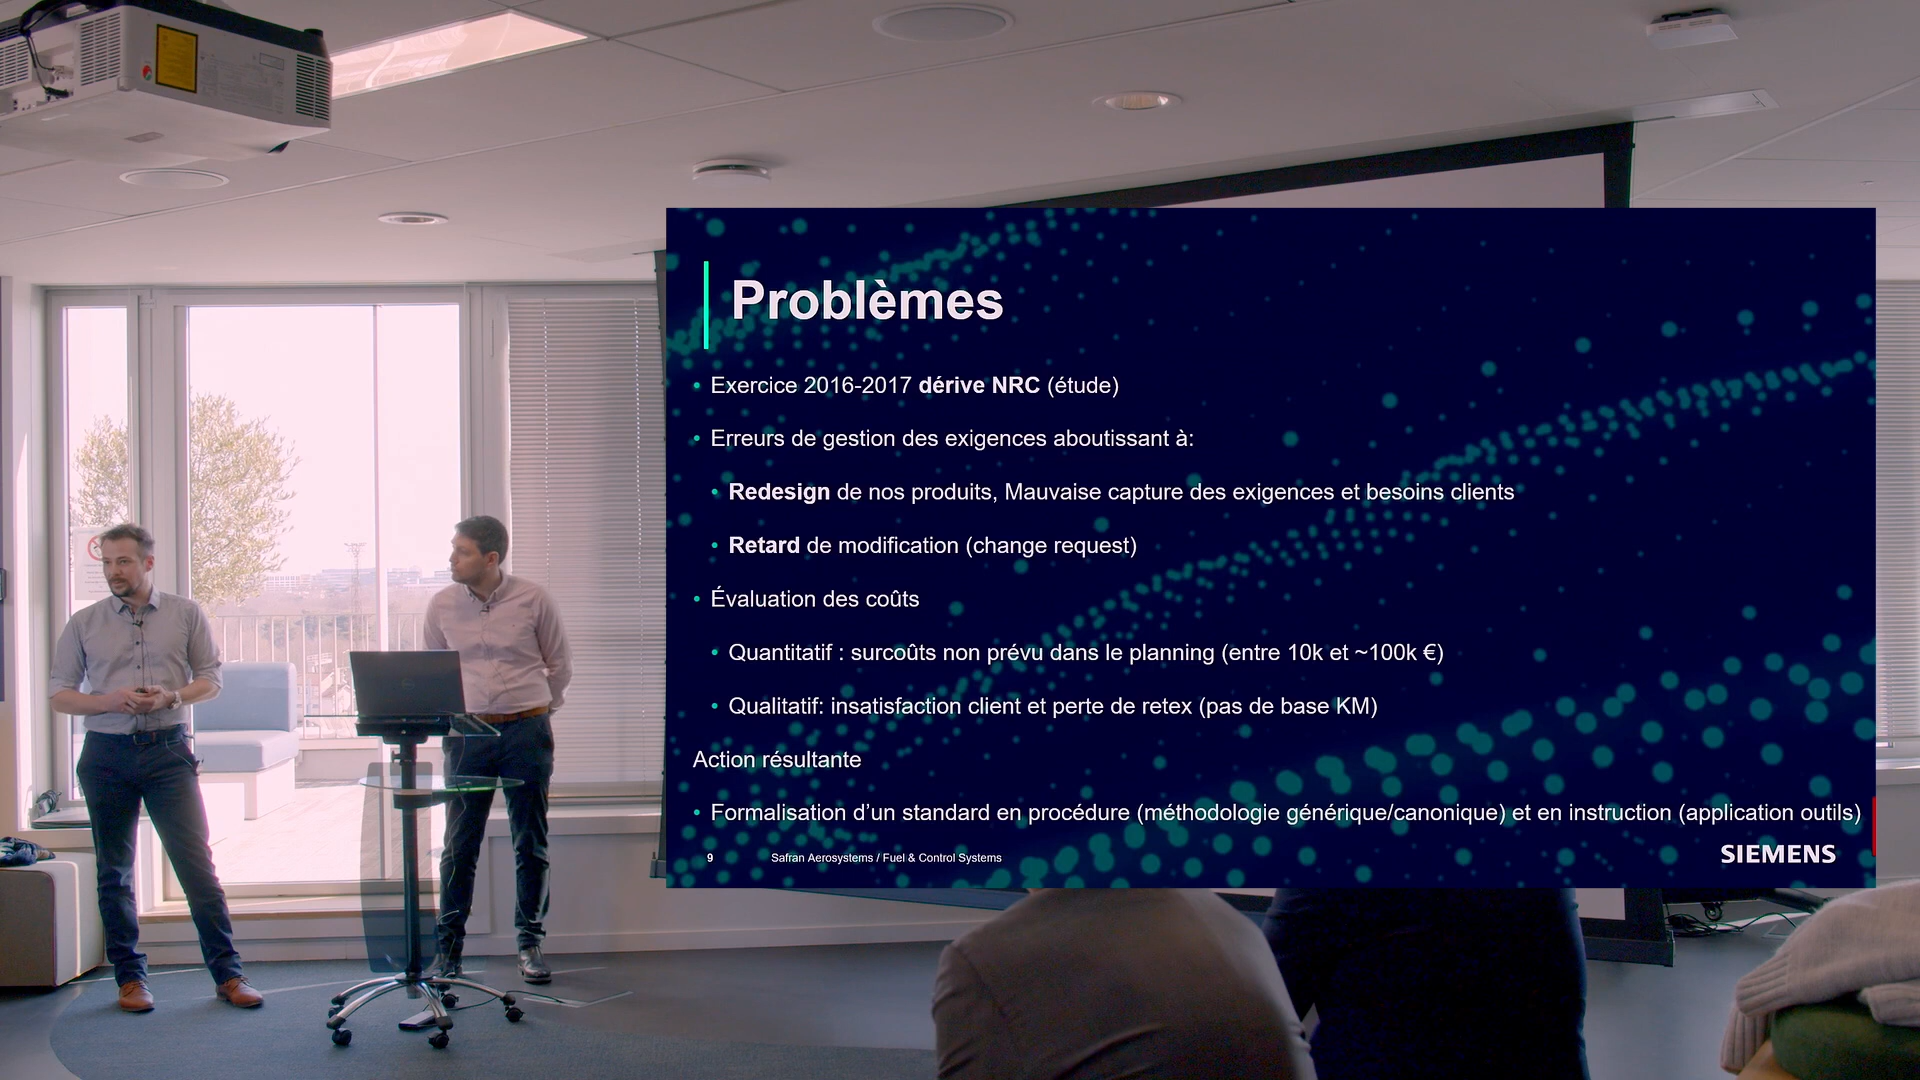 Problèmes
• Exercice 2016-2017 dérive NRC (étude)
• Erreurs de gestion des exigences aboutissant à:
• Redesign de nos produits, Mauvaise capture des exigences et besoins clients
• Retard de modification (change request)
• Évaluation des coûts
• Quantitatif : surcoûts non prévu dans le planning (entre 10k et ~100k €)
• Qualitatif: insatisfaction client et perte de retex (pas de base KM)
Action résultante
• Formalisation d’un standard en procédure (méthodologie générique/canonique) et en instruction (application outils)
9 Safran Aerosystems / Fuel & Control Systems
SIEMENS